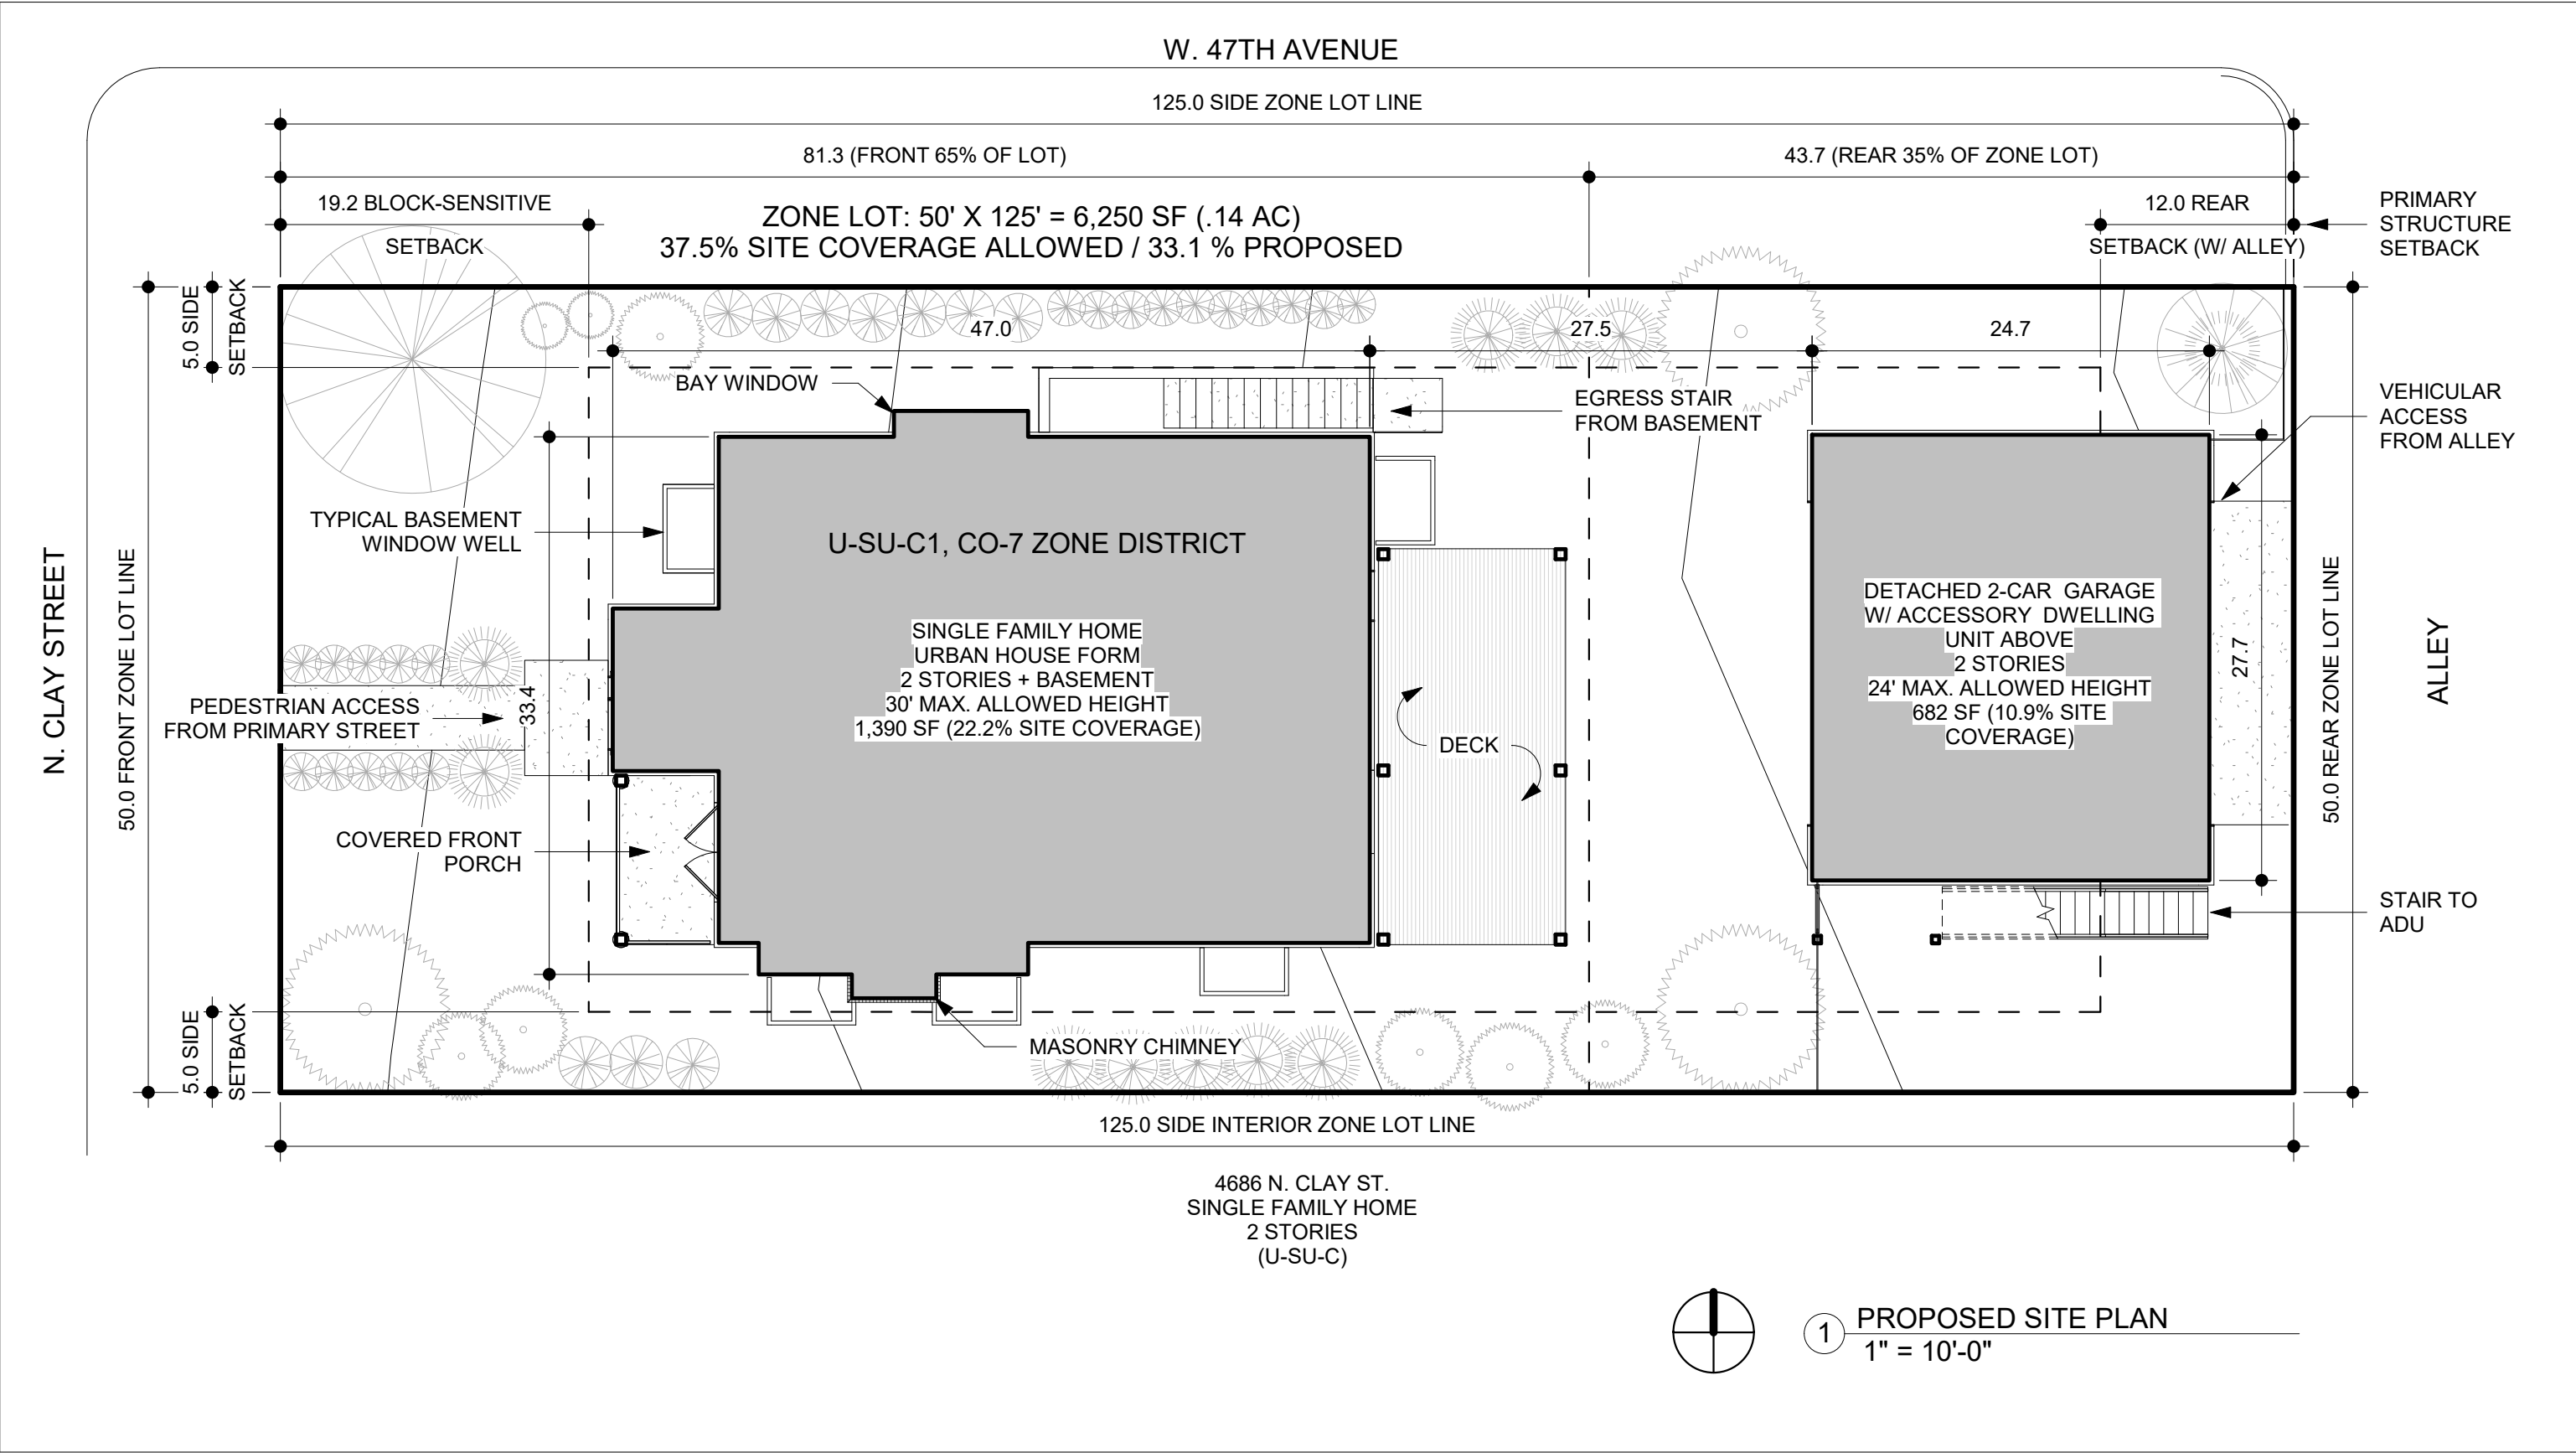 W. 47TH AVENUE
125.0 SIDE ZONE LOT LINE
81.3 (FRONT 65% OF LOT)
43.7 (REAR 35% OF ZONE LOT)
19.2 BLOCK-SENSITIVE
SETBACK
ZONE LOT: 50' X 125' = 6,250 SF (.14 AC)
37.5% SITE COVERAGE ALLOWED / 33.1 % PROPOSED
12.0 REAR
SETBACK (W/ ALLEY)
PRIMARY
STRUCTURE
SETBACK
5.0 SIDE
SETBACK
47.0
27.5
24.7
BAY WINDOW
EGRESS STAIR
FROM BASEMENT
VEHICULAR
ACCESS
FROM ALLEY
TYPICAL BASEMENT
WINDOW WELL
U-SU-C1, CO-7 ZONE DISTRICT
N. CLAY STREET
50.0 FRONT ZONE LOT LINE
SINGLE FAMILY HOME
URBAN HOUSE FORM
2 STORIES + BASEMENT
30' MAX. ALLOWED HEIGHT
1,390 SF (22.2% SITE COVERAGE)
DETACHED 2-CAR GARAGE
W/ ACCESSORY DWELLING
UNIT ABOVE
2 STORIES
24' MAX. ALLOWED HEIGHT
682 SF (10.9% SITE
COVERAGE)
27.7
50.0 REAR ZONE LOT LINE
ALLEY
PEDESTRIAN ACCESS
FROM PRIMARY STREET
33.4
DECK
COVERED FRONT
PORCH
STAIR TO
ADU
5.0 SIDE
SETBACK
MASONRY CHIMNEY
125.0 SIDE INTERIOR ZONE LOT LINE
4686 N. CLAY ST.
SINGLE FAMILY HOME
2 STORIES
(U-SU-C)
1 PROPOSED SITE PLAN
1" = 10'-0"